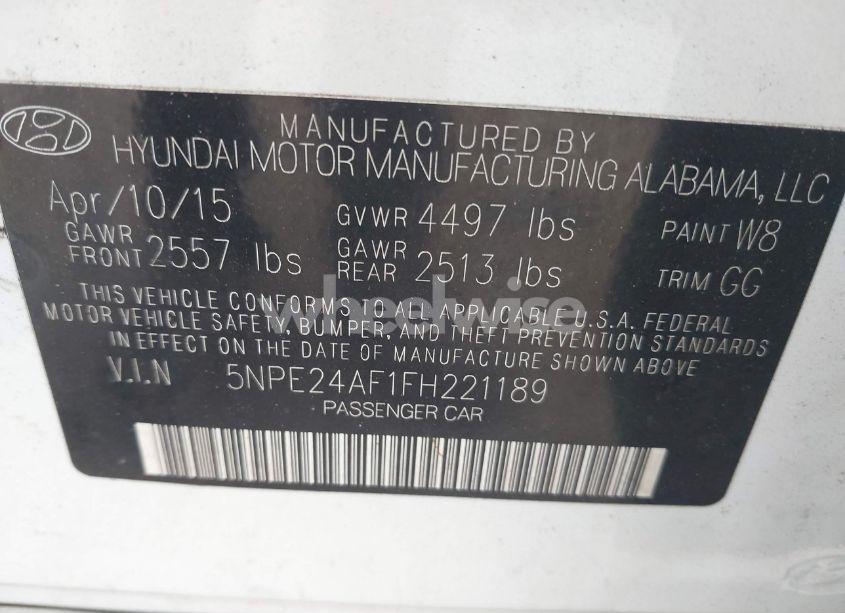 MANUFACTURED BY
HYUNDAI MOTOR MANUFACTURING ALABAMA, LLC
Apr/10/15 GVWR 4497 lbs PAINT W8
GAWR FRONT 2557 lbs GAWR REAR 2513 lbs TRIM GG
THIS VEHICLE CONFORMS TO ALL APPLICABLE U.S.A. FEDERAL
MOTOR VEHICLE SAFETY, BUMPER, AND THEFT PREVENTION STANDARDS
IN EFFECT ON THE DATE OF MANUFACTURE SHOWN ABOVE
V.I.N 5NPE24AF1FH221189
PASSENGER CAR
wheelwise